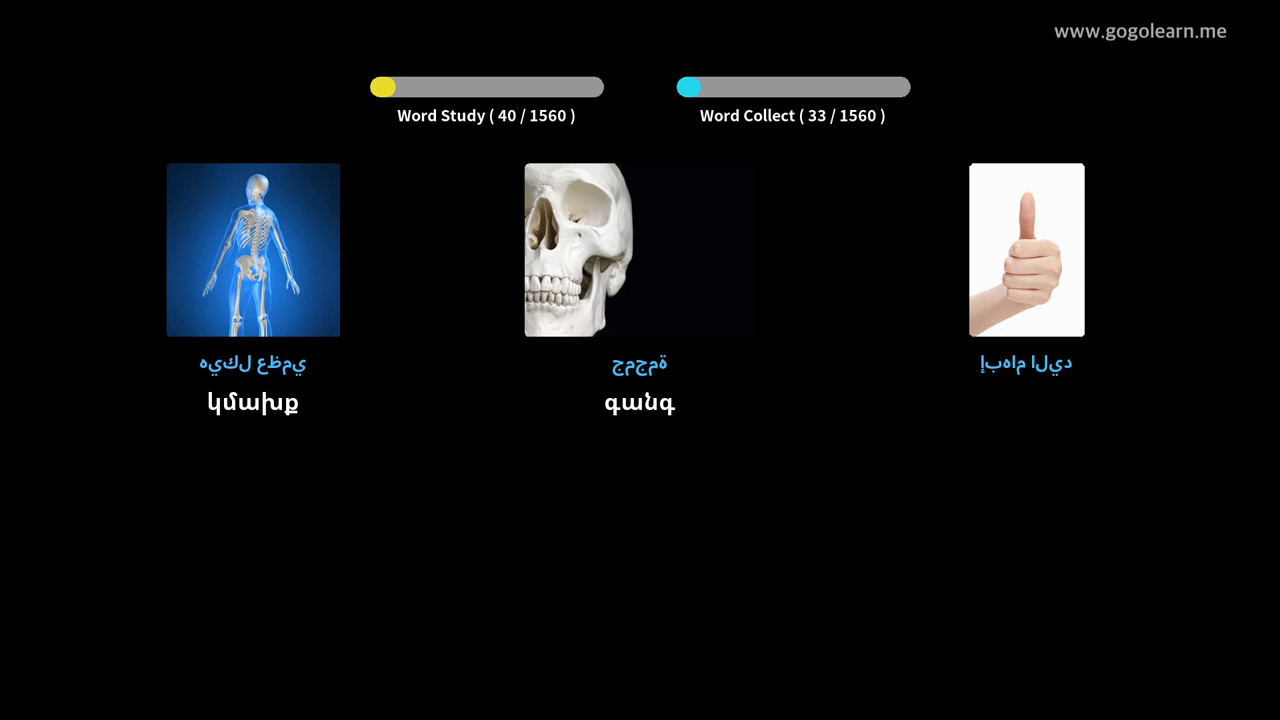 www.gogolearn.me
Word Study ( 40 / 1560 )
Word Collect ( 33 / 1560 )
هيكل عظمي
կմախք
جمجمة
գանգ
إبهام اليد